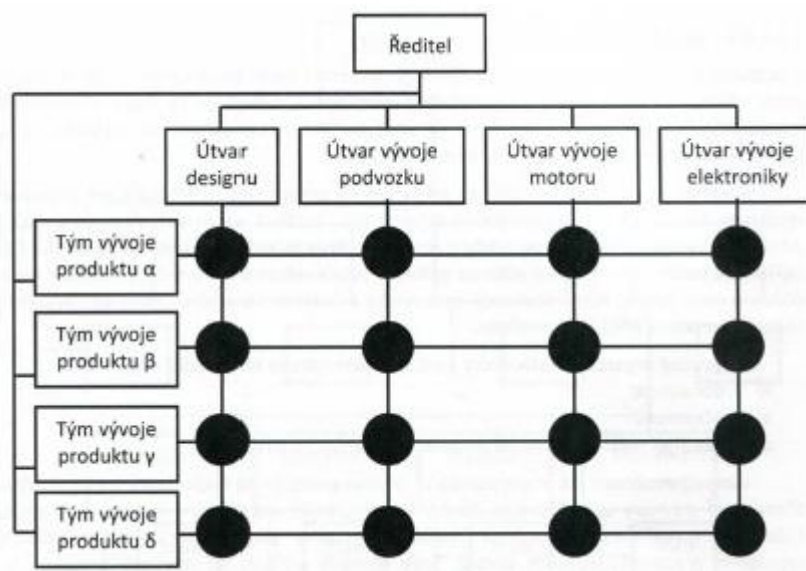 Ředitel
Útvar
designu
Útvar vývoje
podvozku
Útvar vývoje
motoru
Útvar vývoje
elektroniky
Tým vývoje
produktu α
Tým vývoje
produktu β
Tým vývoje
produktu γ
Tým vývoje
produktu δ